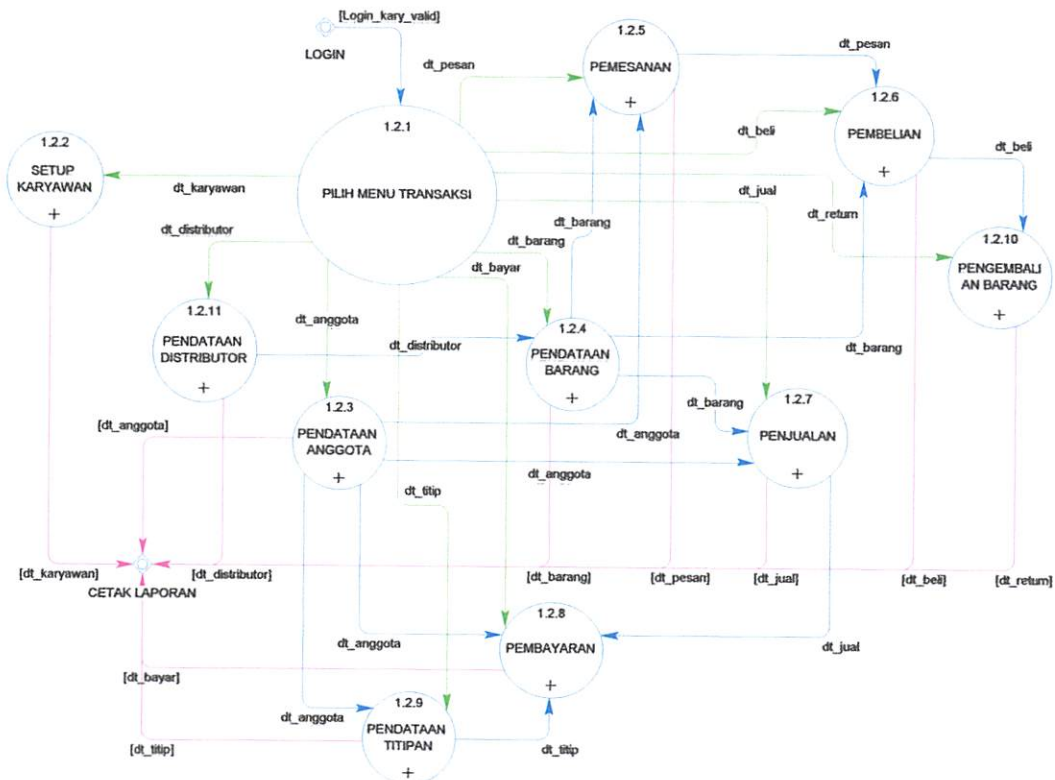 [Login_kary_valid]
LOGIN
1.2.5
PEMESANAN
+
dt_pesan
dt_pesan
1.2.6
PEMBELIAN
+
1.2.1
PILIH MENU TRANSAKSI
dt_beli
dt_beli
1.2.2
SETUP
KARYAWAN
+
dt_karyawan
dt_jual
dt_return
dt_barang
dt_distributor
dt_barang
dt_bayar
1.2.10
PENGEMBALI
AN BARANG
+
1.2.11
PENDATAAN
DISTRIBUTOR
+
dt_anggota
dt_distributor
1.2.4
PENDATAAN
BARANG
+
dt_barang
dt_barang
1.2.3
PENDATAAN
ANGGOTA
+
[dt_anggota]
dt_anggota
1.2.7
PENJUALAN
+
dt_anggota
dt_titip
[dt_karyawan]
CETAK LAPORAN
[dt_distributor]
[dt_barang]
[dt_pesan]
[dt_jual]
[dt_beli]
[dt_return]
1.2.8
PEMBAYARAN
+
dt_anggota
dt_jual
[dt_bayar]
1.2.9
PENDATAAN
TITIPAN
+
dt_anggota
[dt_titip]
dt_titip